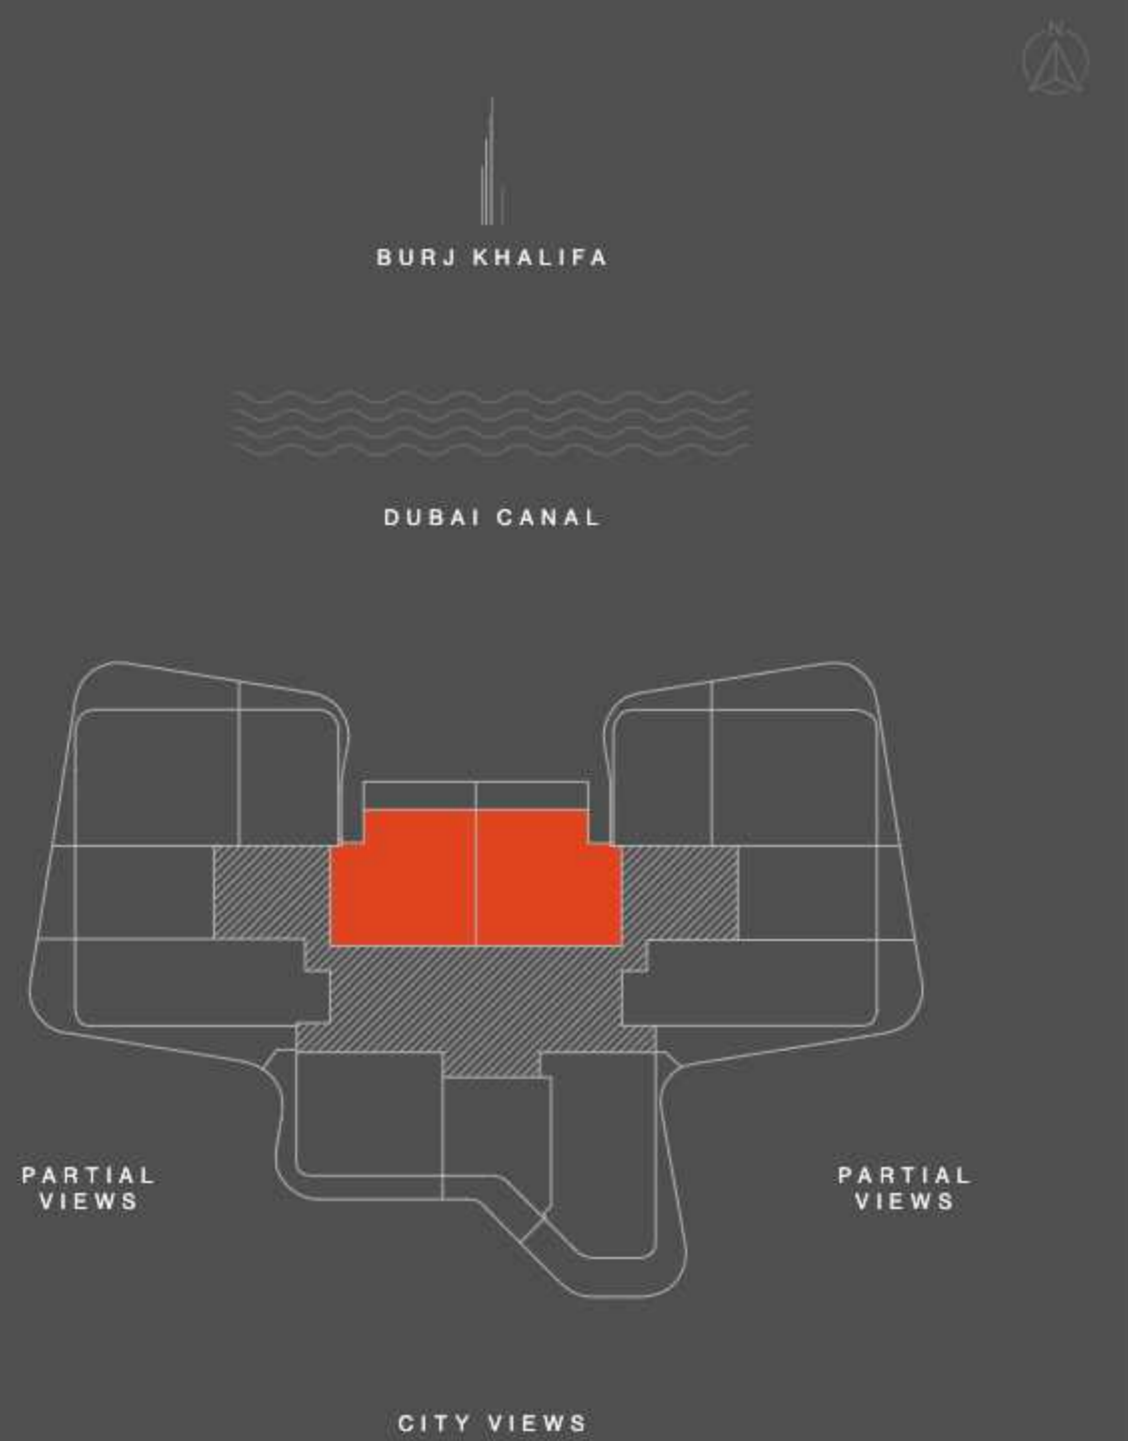 N
BURJ KHALIFA
DUBAI CANAL
PARTIAL
VIEWS
PARTIAL
VIEWS
CITY VIEWS